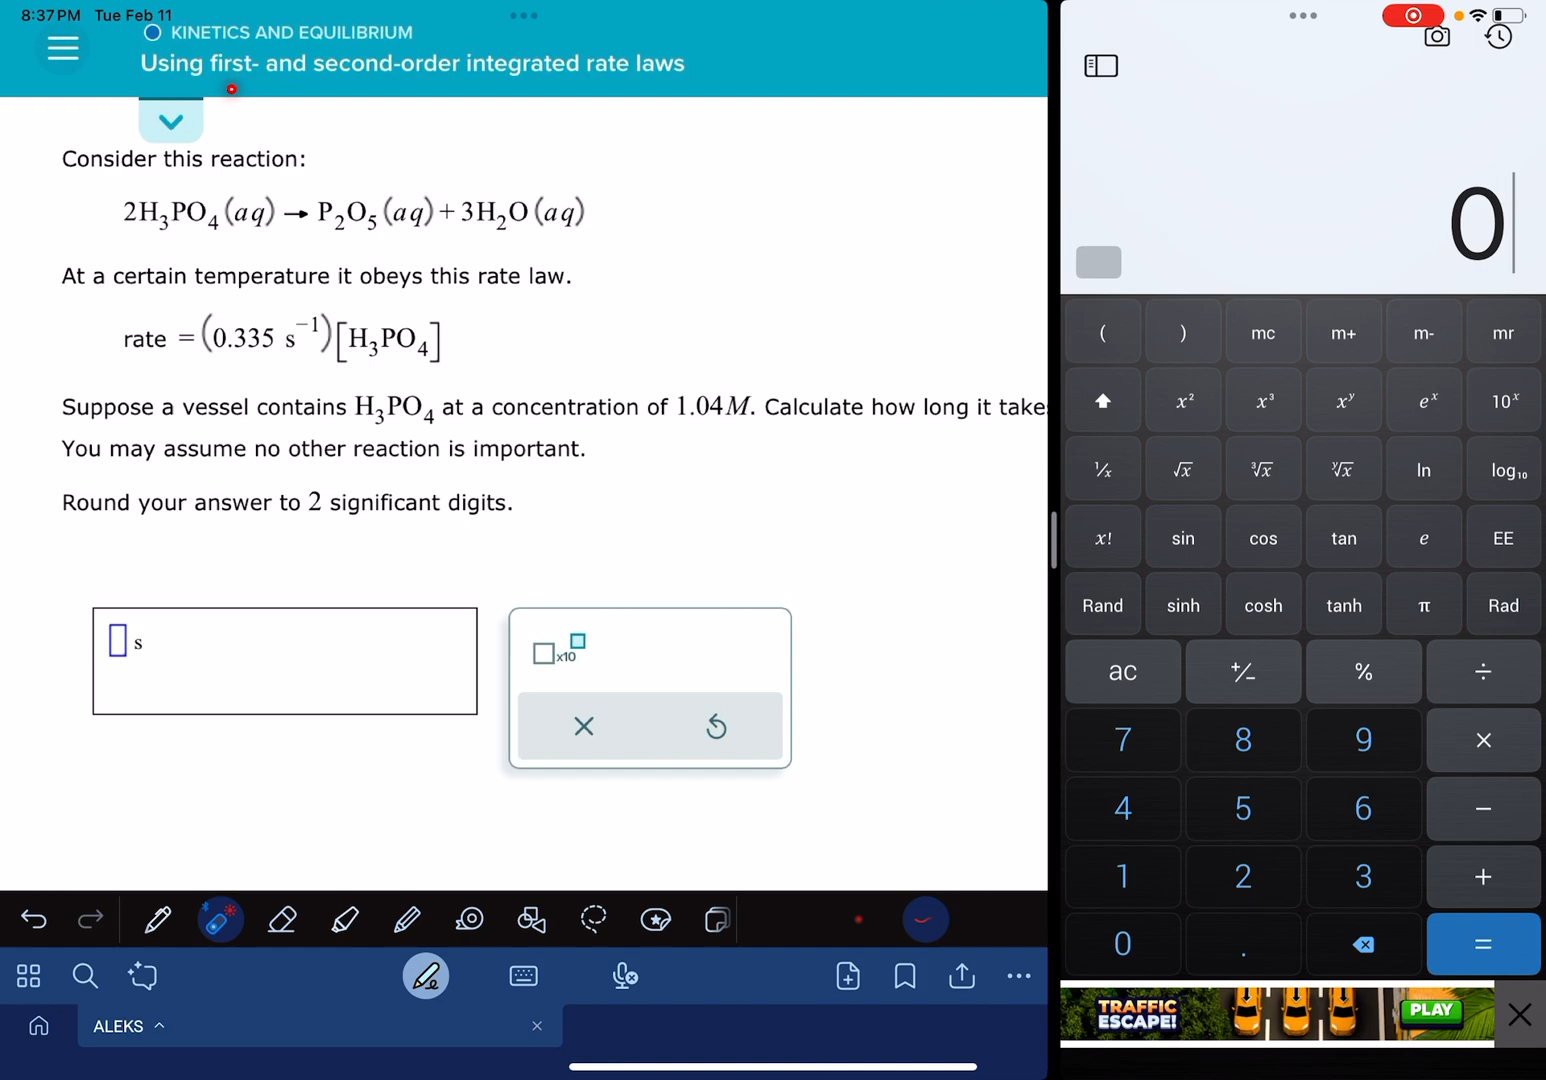 8:37 PM Tue Feb 11
KINETICS AND EQUILIBRIUM
Using first- and second-order integrated rate laws
Consider this reaction:
2H₃PO₄(aq) → P₂O₅(aq) + 3H₂O(aq)
At a certain temperature it obeys this rate law.
rate = (0.335 s⁻¹)[H₃PO₄]
Suppose a vessel contains H₃PO₄ at a concentration of 1.04M. Calculate how long it take
You may assume no other reaction is important.
Round your answer to 2 significant digits.
s
x10
ALEKS
0
( ) mc m+ m- mr
x² x³ xʸ eˣ 10ˣ
¹/x √x ∛x ʸ√x ln log₁₀
x! sin cos tan e EE
Rand sinh cosh tanh π Rad
ac +/− % ÷
7 8 9 ×
4 5 6 −
1 2 3 +
0 . =
TRAFFIC
ESCAPE!
PLAY